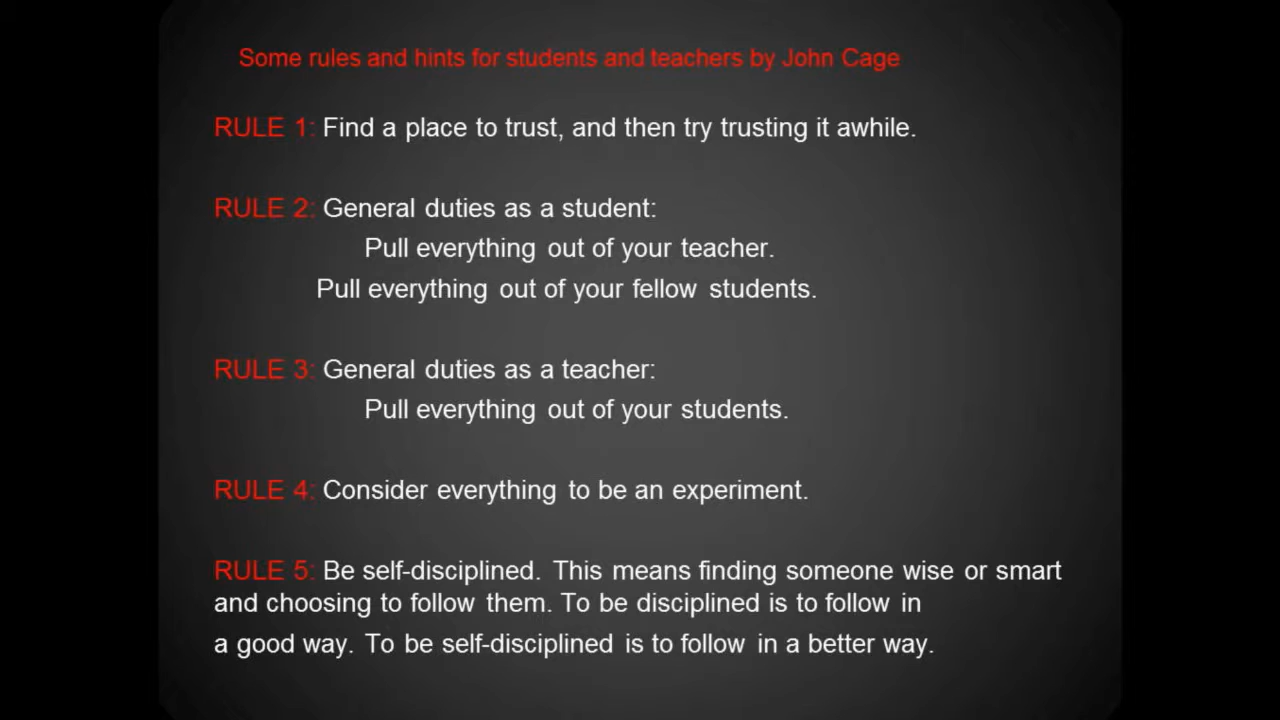 Some rules and hints for students and teachers by John Cage
RULE 1: Find a place to trust, and then try trusting it awhile.
RULE 2: General duties as a student:
Pull everything out of your teacher.
Pull everything out of your fellow students.
RULE 3: General duties as a teacher:
Pull everything out of your students.
RULE 4: Consider everything to be an experiment.
RULE 5: Be self-disciplined. This means finding someone wise or smart
and choosing to follow them. To be disciplined is to follow in
a good way. To be self-disciplined is to follow in a better way.